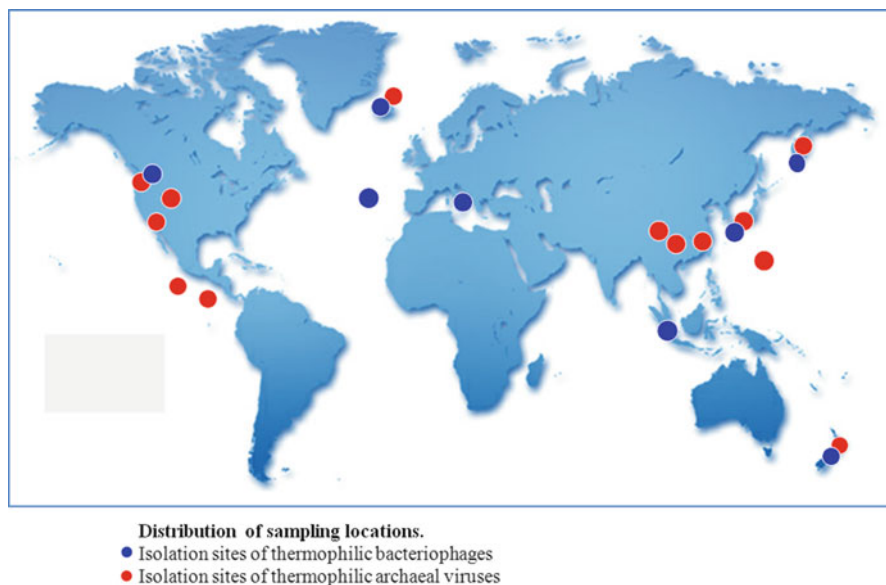 Distribution of sampling locations.
Isolation sites of thermophilic bacteriophages
Isolation sites of thermophilic archaeal viruses